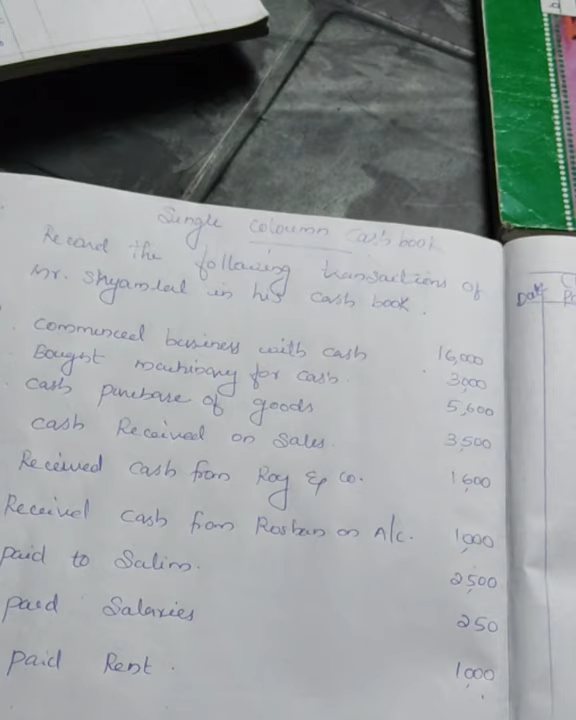 Single Coloumn Cash book
Record the following transactions of
Mr. Shyamlal in his cash book.
Commenced business with cash 16,000
Bought machinary for cash. 3,000
cash purchase of goods 5,600
cash Received on Sales. 3,500
Received cash from Roy & co. 1,600
Received cash from Roshan on A/c. 1,000
paid to Salim. 2,500
paid Salaries 250
paid Rent. 1,000
Date